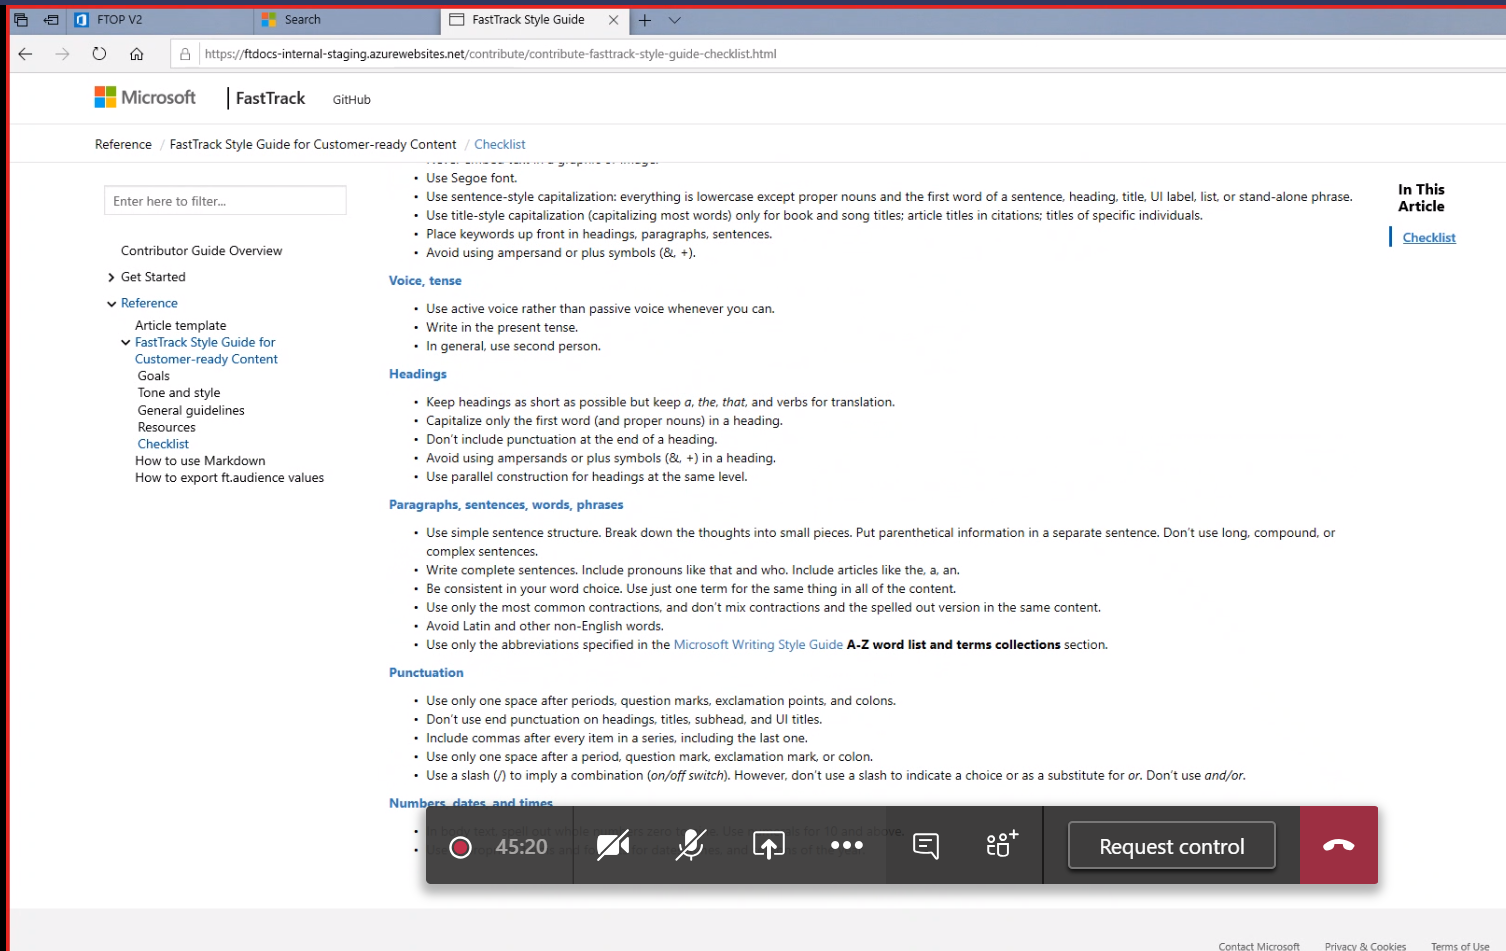 FTOP V2
Search
FastTrack Style Guide
https://ftdocs-internal-staging.azurewebsites.net/contribute/contribute-fasttrack-style-guide-checklist.html
Microsoft
FastTrack
GitHub
Reference / FastTrack Style Guide for Customer-ready Content / Checklist
Enter here to filter...
Contributor Guide Overview
Get Started
Reference
Article template
FastTrack Style Guide for
Customer-ready Content
Goals
Tone and style
General guidelines
Resources
Checklist
How to use Markdown
How to export ft.audience values
• Use Segoe font.
• Use sentence-style capitalization: everything is lowercase except proper nouns and the first word of a sentence, heading, title, UI label, list, or stand-alone phrase.
• Use title-style capitalization (capitalizing most words) only for book and song titles; article titles in citations; titles of specific individuals.
• Place keywords up front in headings, paragraphs, sentences.
• Avoid using ampersand or plus symbols (&, +).
Voice, tense
• Use active voice rather than passive voice whenever you can.
• Write in the present tense.
• In general, use second person.
Headings
• Keep headings as short as possible but keep a, the, that, and verbs for translation.
• Capitalize only the first word (and proper nouns) in a heading.
• Don't include punctuation at the end of a heading.
• Avoid using ampersands or plus symbols (&, +) in a heading.
• Use parallel construction for headings at the same level.
Paragraphs, sentences, words, phrases
• Use simple sentence structure. Break down the thoughts into small pieces. Put parenthetical information in a separate sentence. Don't use long, compound, or
complex sentences.
• Write complete sentences. Include pronouns like that and who. Include articles like the, a, an.
• Be consistent in your word choice. Use just one term for the same thing in all of the content.
• Use only the most common contractions, and don't mix contractions and the spelled out version in the same content.
• Avoid Latin and other non-English words.
• Use only the abbreviations specified in the Microsoft Writing Style Guide A-Z word list and terms collections section.
Punctuation
• Use only one space after periods, question marks, exclamation points, and colons.
• Don't use end punctuation on headings, titles, subhead, and UI titles.
• Include commas after every item in a series, including the last one.
• Use only one space after a period, question mark, exclamation mark, or colon.
• Use a slash (/) to imply a combination (on/off switch). However, don't use a slash to indicate a choice or as a substitute for or. Don't use and/or.
Numbers, dates, and times
In This
Article
Checklist
45:20
Request control
Contact Microsoft
Privacy & Cookies
Terms of Use